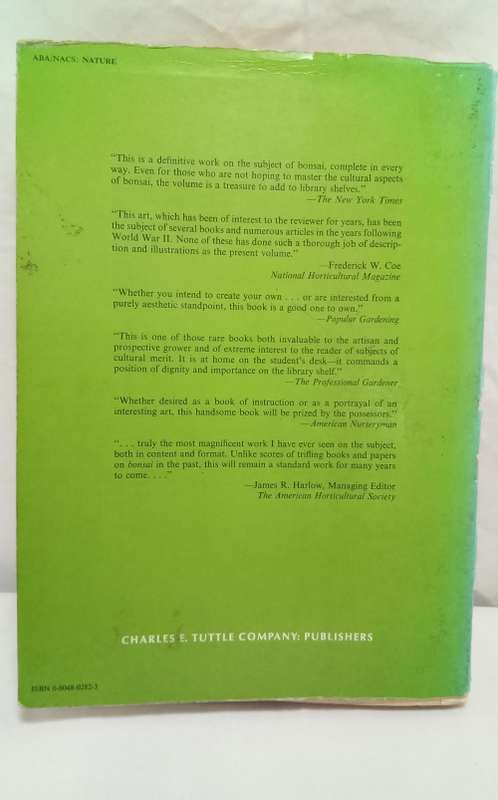 ABA/NACS: NATURE
“This is a definitive work on the subject of bonsai, complete in every
way. Even for those who are not hoping to master the cultural aspects
of bonsai, the volume is a treasure to add to library shelves.”
—The New York Times
“This art, which has been of interest to the reviewer for years, has been
the subject of several books and numerous articles in the years following
World War II. None of these has done such a thorough job of descrip-
tion and illustrations as the present volume.”
—Frederick W. Coe
National Horticultural Magazine
“Whether you intend to create your own . . . or are interested from a
purely aesthetic standpoint, this book is a good one to own.”
—Popular Gardening
“This is one of those rare books both invaluable to the artisan and
prospective grower and of extreme interest to the reader of subjects of
cultural merit. It is at home on the student's desk—it commands a
position of dignity and importance on the library shelf.”
—The Professional Gardener
“Whether desired as a book of instruction or as a portrayal of an
interesting art, this handsome book will be prized by the possessors.”
—American Nurseryman
“. . . truly the most magnificent work I have ever seen on the subject,
both in content and format. Unlike scores of trifling books and papers
on bonsai in the past, this will remain a standard work for many years
to come. . . .”
—James R. Harlow, Managing Editor
The American Horticultural Society
CHARLES E. TUTTLE COMPANY: PUBLISHERS
ISBN 0-8048-0282-3